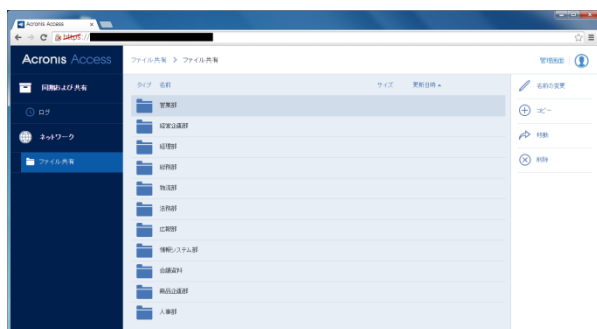 Acronis Access
https://
Acronis Access
ファイル共有 > ファイル共有
管理画面
同期および共有
ログ
ネットワーク
ファイル共有
タイプ 名前 サイズ 更新日時
営業部
経営企画部
経理部
総務部
物流部
法務部
広報部
情報システム部
会議資料
商品企画部
人事部
名前の変更
コピー
移動
削除